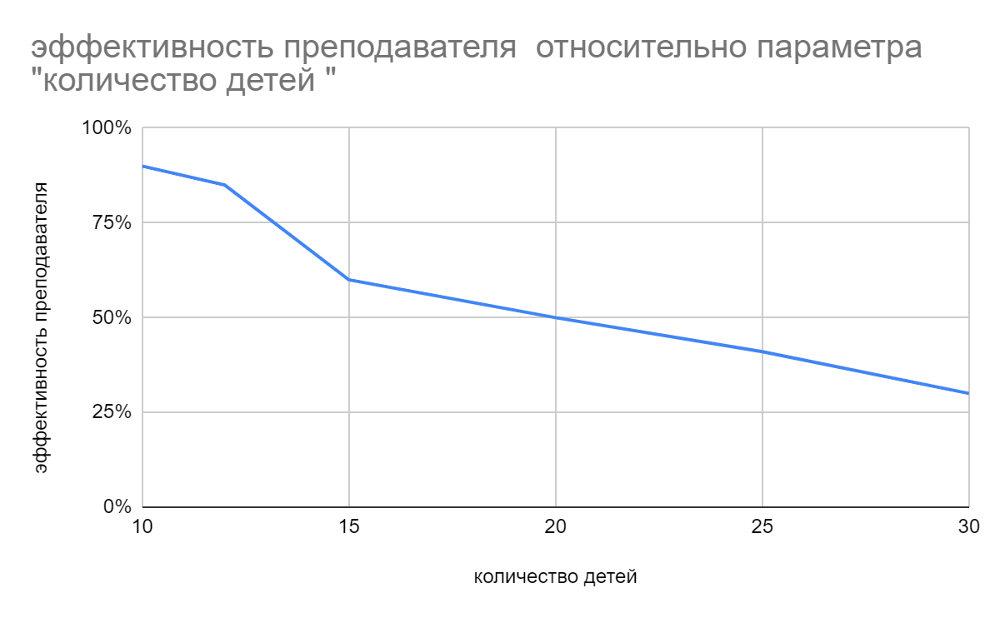 эффективность преподавателя  относительно параметра
"количество детей "
100%
75%
50%
25%
0%
эффективность преподавателя
10 15 20 25 30
количество детей